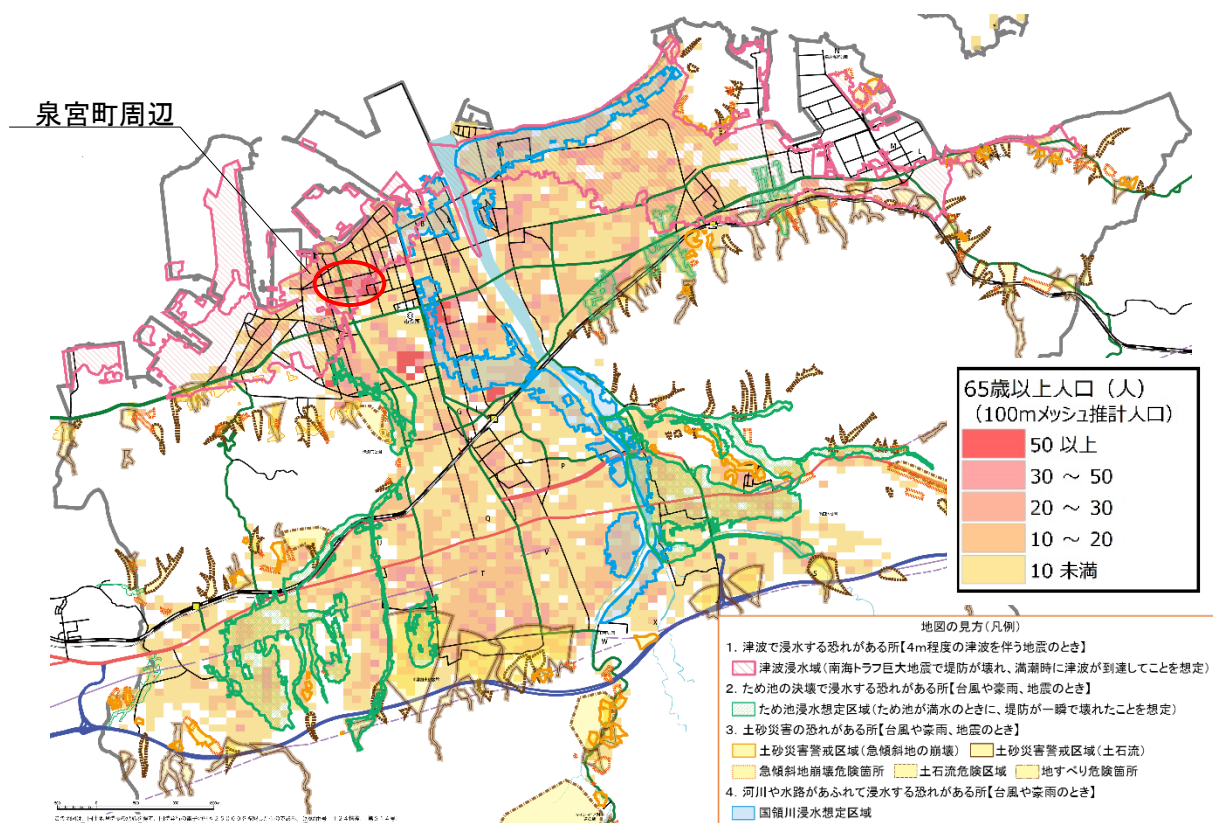 泉宮町周辺
65歳以上人口（人）
（100mメッシュ推計人口）
50 以上
30 ～ 50
20 ～ 30
10 ～ 20
10 未満
地図の見方（凡例）
1. 津波で浸水する恐れがある所【4m程度の津波を伴う地震のとき】
津波浸水域（南海トラフ巨大地震で堤防が壊れ、満潮時に津波が到達してことを想定）
2. ため池の決壊で浸水する恐れがある所【台風や豪雨、地震のとき】
ため池浸水想定区域（ため池が満水のときに、堤防が一瞬で壊れたことを想定）
3. 土砂災害の恐れがある所【台風や豪雨、地震のとき】
土砂災害警戒区域（急傾斜地の崩壊） 土砂災害警戒区域（土石流）
急傾斜地崩壊危険箇所 土石流危険区域 地すべり危険箇所
4. 河川や水路があふれて浸水する恐れがある所【台風や豪雨のとき】
国領川浸水想定区域
N
M
L
B
G
O
P
Q
U
V
T
W
X